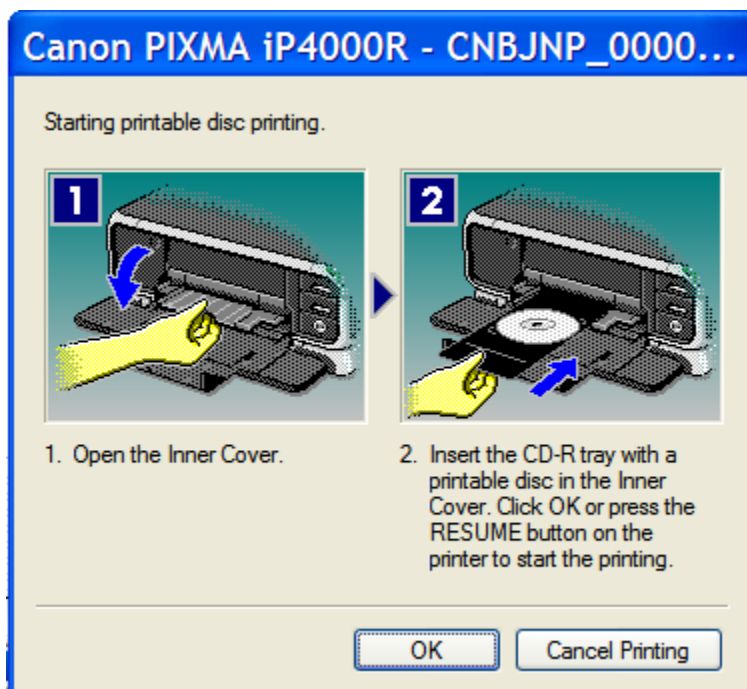 Canon PIXMA iP4000R - CNBJNP_0000...
Starting printable disc printing.
1
2
1. Open the Inner Cover.
2. Insert the CD-R tray with a
printable disc in the Inner
Cover. Click OK or press the
RESUME button on the
printer to start the printing.
OK
Cancel Printing